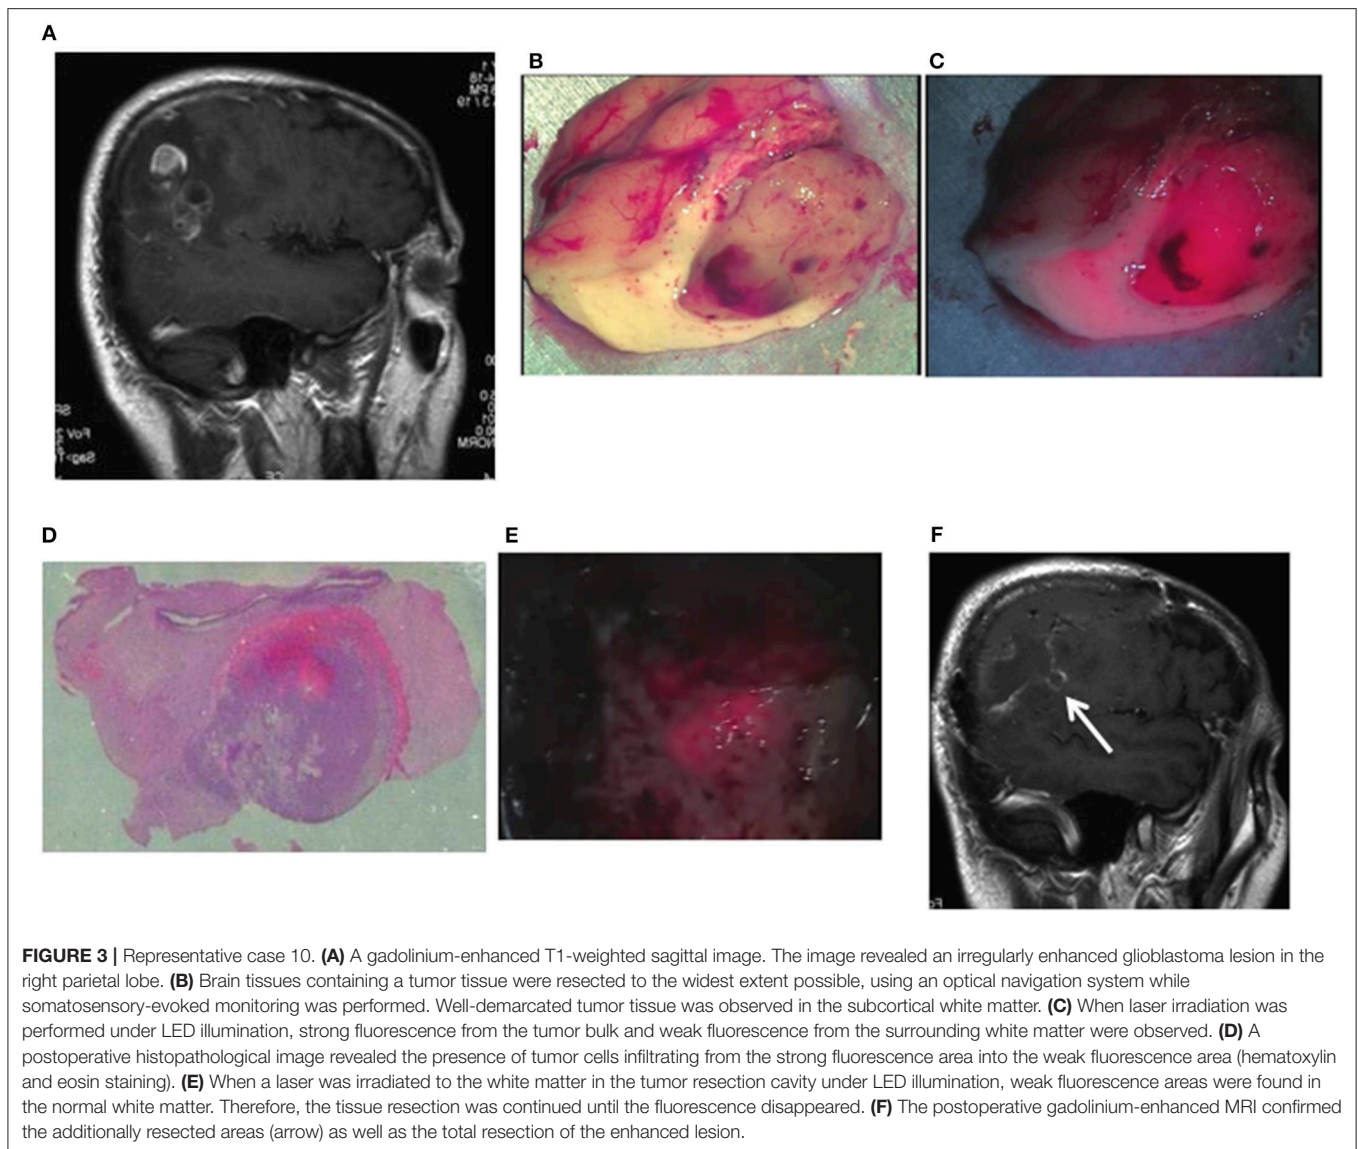 A
B
C
D
E
F
FIGURE 3 | Representative case 10. (A) A gadolinium-enhanced T1-weighted sagittal image. The image revealed an irregularly enhanced glioblastoma lesion in the
right parietal lobe. (B) Brain tissues containing a tumor tissue were resected to the widest extent possible, using an optical navigation system while
somatosensory-evoked monitoring was performed. Well-demarcated tumor tissue was observed in the subcortical white matter. (C) When laser irradiation was
performed under LED illumination, strong fluorescence from the tumor bulk and weak fluorescence from the surrounding white matter were observed. (D) A
postoperative histopathological image revealed the presence of tumor cells infiltrating from the strong fluorescence area into the weak fluorescence area (hematoxylin
and eosin staining). (E) When a laser was irradiated to the white matter in the tumor resection cavity under LED illumination, weak fluorescence areas were found in
the normal white matter. Therefore, the tissue resection was continued until the fluorescence disappeared. (F) The postoperative gadolinium-enhanced MRI confirmed
the additionally resected areas (arrow) as well as the total resection of the enhanced lesion.